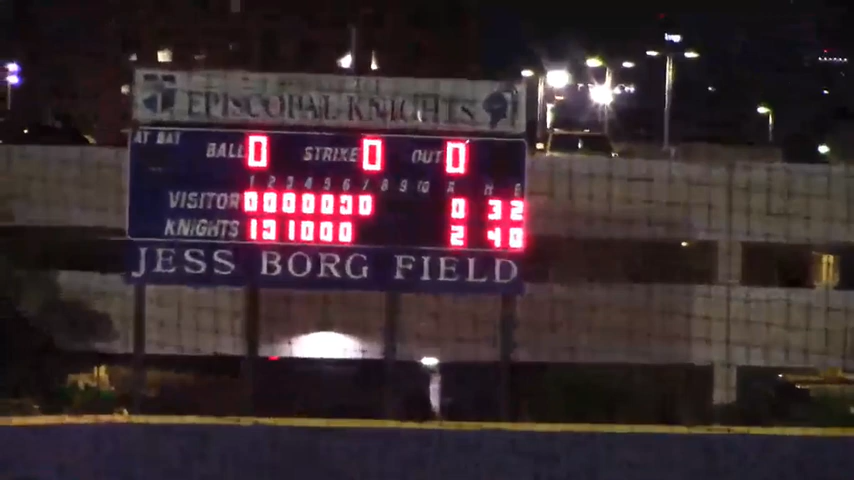 EPISCOPAL KNIGHTS
AT BAT BALL 0 STRIKE 0 OUT 0
1 2 3 4 5 6 7 8 9 10 R H E
VISITOR 0 0 0 0 0 0 0 0 3 2
KNIGHTS 1 0 1 0 0 0 2 4 0
JESS BORG FIELD